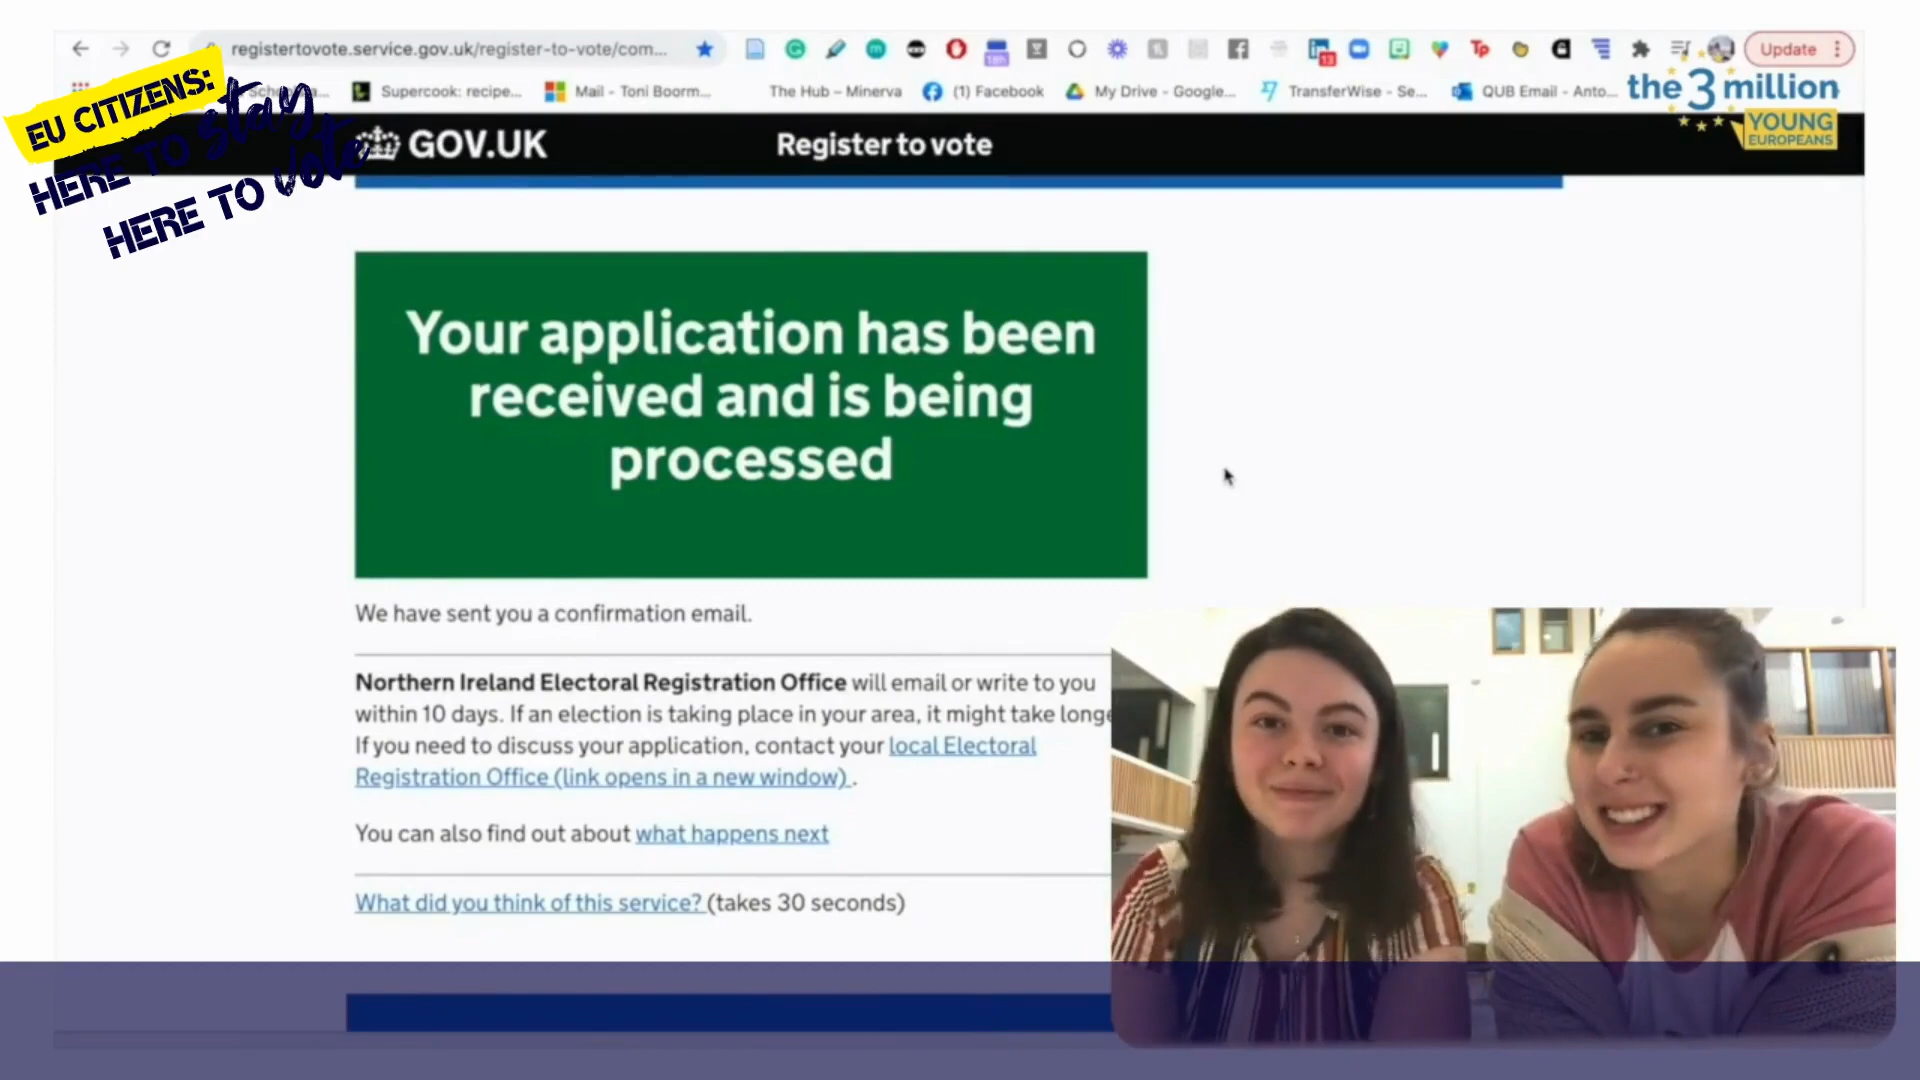 registertovote.service.gov.uk/register-to-vote/com...
Update
18h
13
Supercook: recipe...
Mail - Toni Boorm...
The Hub – Minerva
(1) Facebook
My Drive - Google...
TransferWise - Se...
QUB Email - Anto...
EU CITIZENS:
HERE TO stay
HERE TO vote
the 3 million
YOUNG
EUROPEANS
GOV.UK
Register to vote
Your application has been
received and is being
processed
We have sent you a confirmation email.
Northern Ireland Electoral Registration Office will email or write to you
within 10 days. If an election is taking place in your area, it might take longe
If you need to discuss your application, contact your local Electoral
Registration Office (link opens in a new window) .
You can also find out about what happens next
What did you think of this service? (takes 30 seconds)